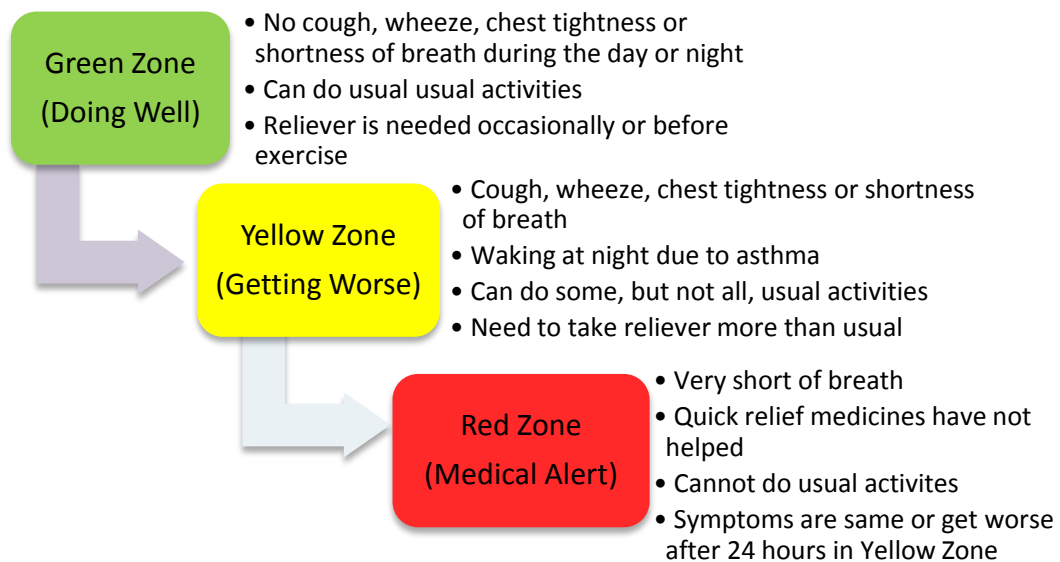 Green Zone
(Doing Well)
• No cough, wheeze, chest tightness or
shortness of breath during the day or night
• Can do usual usual activities
• Reliever is needed occasionally or before
exercise
Yellow Zone
(Getting Worse)
• Cough, wheeze, chest tightness or shortness
of breath
• Waking at night due to asthma
• Can do some, but not all, usual activities
• Need to take reliever more than usual
Red Zone
(Medical Alert)
• Very short of breath
• Quick relief medicines have not
helped
• Cannot do usual activites
• Symptoms are same or get worse
after 24 hours in Yellow Zone